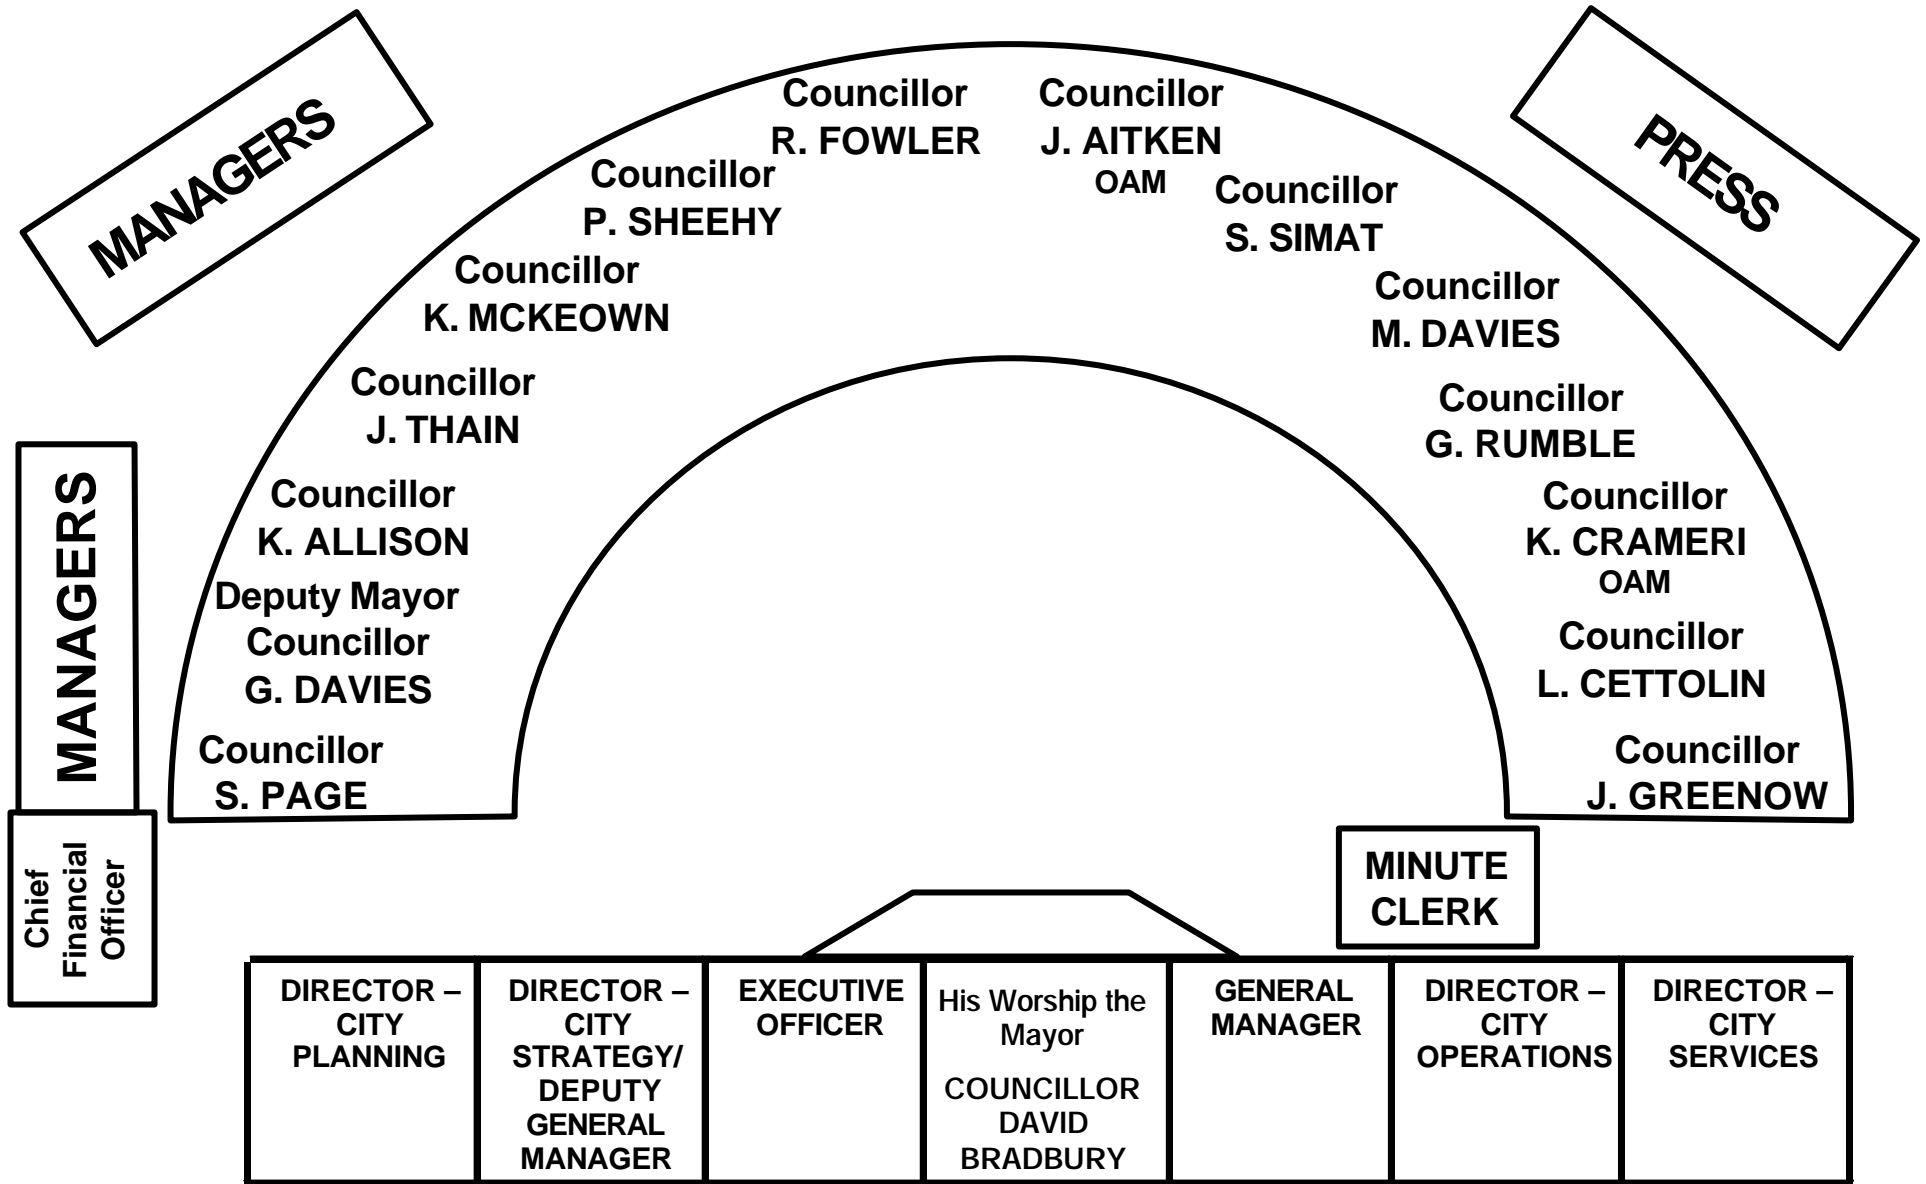 MANAGERS
Councillor
R. FOWLER
Councillor
J. AITKEN
OAM
PRESS
Councillor
P. SHEEHY
Councillor
S. SIMAT
Councillor
K. MCKEOWN
Councillor
M. DAVIES
Councillor
J. THAIN
Councillor
G. RUMBLE
MANAGERS
Councillor
K. ALLISON
Councillor
K. CRAMERI
OAM
Deputy Mayor
Councillor
G. DAVIES
Councillor
L. CETTOLIN
Councillor
S. PAGE
Councillor
J. GREENOW
Chief
Financial
Officer
MINUTE
CLERK
DIRECTOR –
CITY
PLANNING
DIRECTOR –
CITY
STRATEGY/
DEPUTY
GENERAL
MANAGER
EXECUTIVE
OFFICER
His Worship the
Mayor
COUNCILLOR
DAVID
BRADBURY
GENERAL
MANAGER
DIRECTOR –
CITY
OPERATIONS
DIRECTOR –
CITY
SERVICES